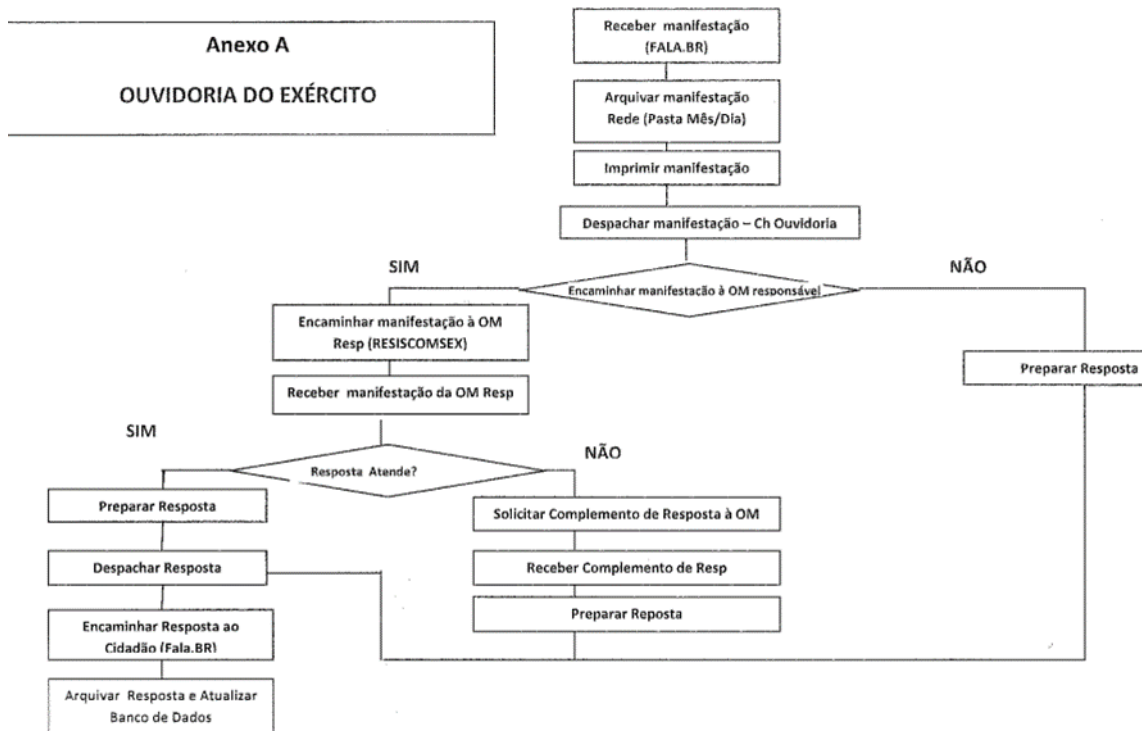 Anexo A
OUVIDORIA DO EXÉRCITO
Receber manifestação
(FALA.BR)
Arquivar manifestação
Rede (Pasta Mês/Dia)
Imprimir manifestação
Despachar manifestação – Ch Ouvidoria
SIM
NÃO
Encaminhar manifestação à OM responsável
Encaminhar manifestação à OM
Resp (RESISCOMSEX)
Preparar Resposta
Receber manifestação da OM Resp
SIM
NÃO
Resposta Atende?
Preparar Resposta
Solicitar Complemento de Resposta à OM
Despachar Resposta
Receber Complemento de Resp
Preparar Reposta
Encaminhar Resposta ao
Cidadão (Fala.BR)
Arquivar Resposta e Atualizar
Banco de Dados